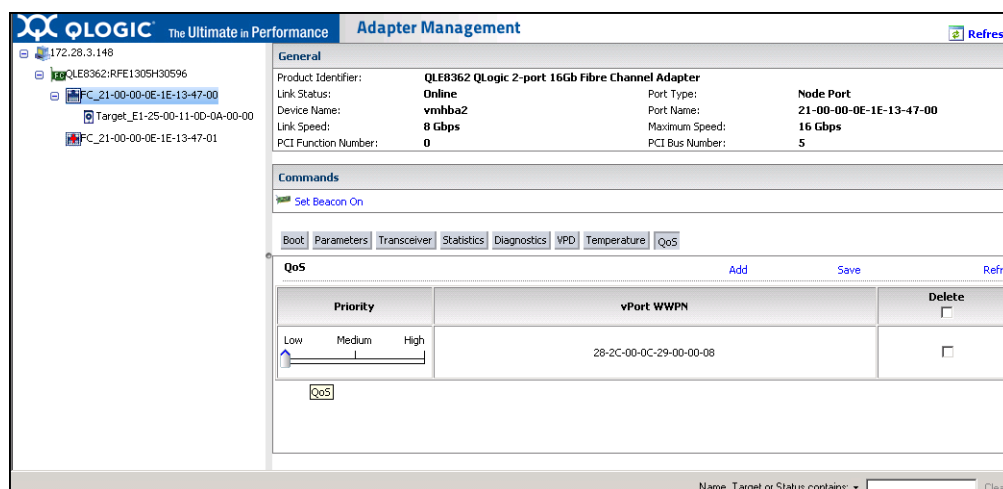 QLOGIC The Ultimate in Performance
Adapter Management
Refres
172.28.3.148
QLE8362:RFE1305H30596
FC_21-00-00-0E-1E-13-47-00
Target_E1-25-00-11-0D-0A-00-00
FC_21-00-00-0E-1E-13-47-01
General
Product Identifier: QLE8362 QLogic 2-port 16Gb Fibre Channel Adapter
Link Status: Online Port Type: Node Port
Device Name: vmhba2 Port Name: 21-00-00-0E-1E-13-47-00
Link Speed: 8 Gbps Maximum Speed: 16 Gbps
PCI Function Number: 0 PCI Bus Number: 5
Commands
Set Beacon On
Boot Parameters Transceiver Statistics Diagnostics VPD Temperature QoS
QoS Add Save Refr
Priority vPort WWPN Delete
Low Medium High 28-2C-00-0C-29-00-00-08
QoS
Name, Target or Status contains: Clea